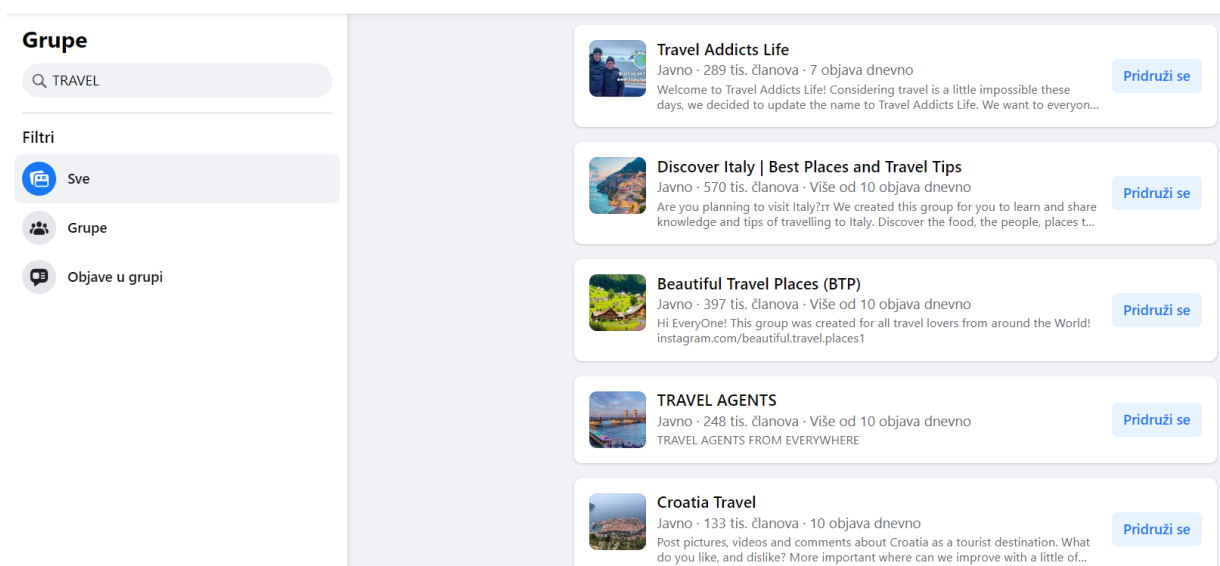 Grupe
TRAVEL
Filtri
Sve
Grupe
Objave u grupi
Travel Addicts Life
Javno · 289 tis. članova · 7 objava dnevno
Welcome to Travel Addicts Life! Considering travel is a little impossible these
days, we decided to update the name to Travel Addicts Life. We want to everyon...
Pridruži se
Discover Italy | Best Places and Travel Tips
Javno · 570 tis. članova · Više od 10 objava dnevno
Are you planning to visit Italy?ıт We created this group for you to learn and share
knowledge and tips of travelling to Italy. Discover the food, the people, places t...
Pridruži se
Beautiful Travel Places (BTP)
Javno · 397 tis. članova · Više od 10 objava dnevno
Hi EveryOne! This group was created for all travel lovers from around the World!
instagram.com/beautiful.travel.places1
Pridruži se
TRAVEL AGENTS
Javno · 248 tis. članova · Više od 10 objava dnevno
TRAVEL AGENTS FROM EVERYWHERE
Pridruži se
Croatia Travel
Javno · 133 tis. članova · 10 objava dnevno
Post pictures, videos and comments about Croatia as a tourist destination. What
do you like, and dislike? More important where can we improve with a little of...
Pridruži se